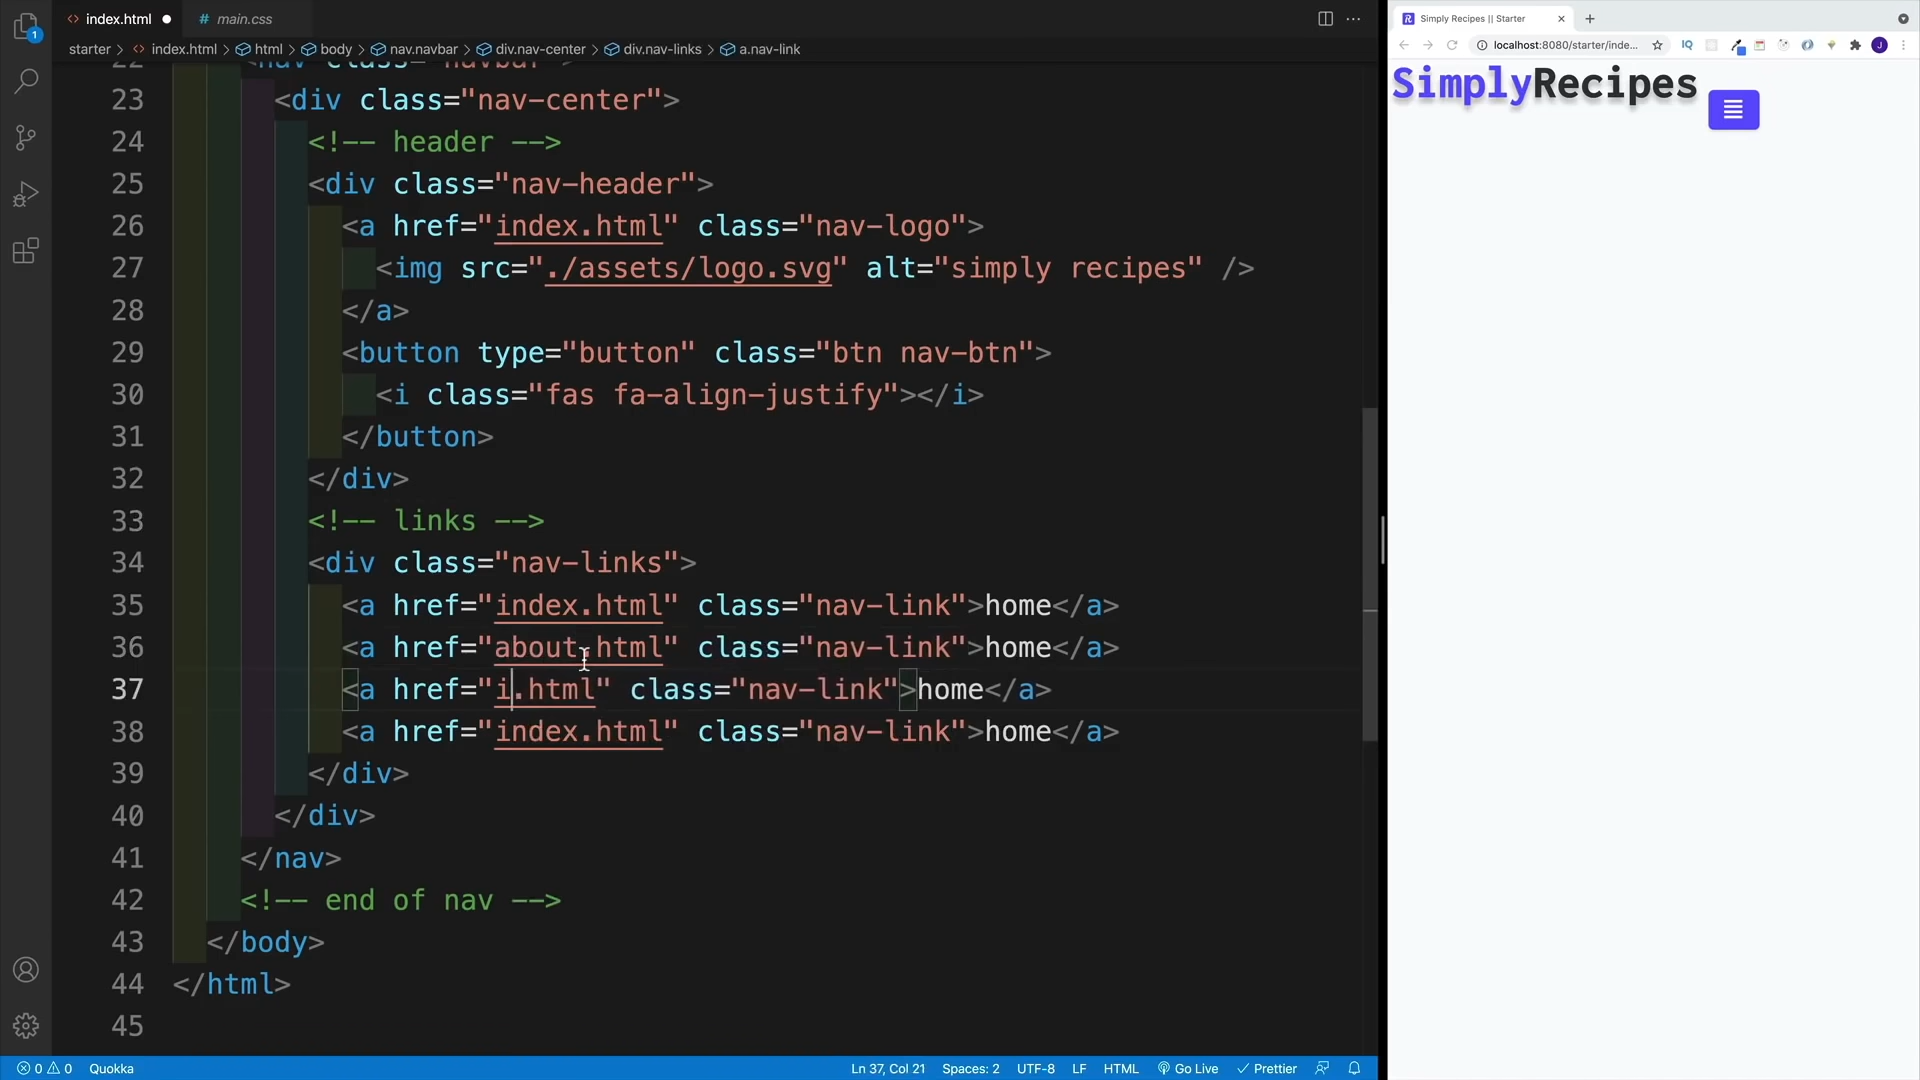 index.html
main.css
1
starter
index.html
html
body
nav.navbar
div.nav-center
div.nav-links
a.nav-link
22 <nav class="navbar">
23 <div class="nav-center">
24 <!-- header -->
25 <div class="nav-header">
26 <a href="index.html" class="nav-logo">
27 <img src="./assets/logo.svg" alt="simply recipes" />
28 </a>
29 <button type="button" class="btn nav-btn">
30 <i class="fas fa-align-justify"></i>
31 </button>
32 </div>
33 <!-- links -->
34 <div class="nav-links">
35 <a href="index.html" class="nav-link">home</a>
36 <a href="about.html" class="nav-link">home</a>
37 <a href="i.html" class="nav-link">home</a>
38 <a href="index.html" class="nav-link">home</a>
39 </div>
40 </div>
41 </nav>
42 <!-- end of nav -->
43 </body>
44 </html>
45
0 0 Quokka Ln 37, Col 21 Spaces: 2 UTF-8 LF HTML Go Live Prettier
Simply Recipes || Starter
localhost:8080/starter/inde...
IQ
J
SimplyRecipes